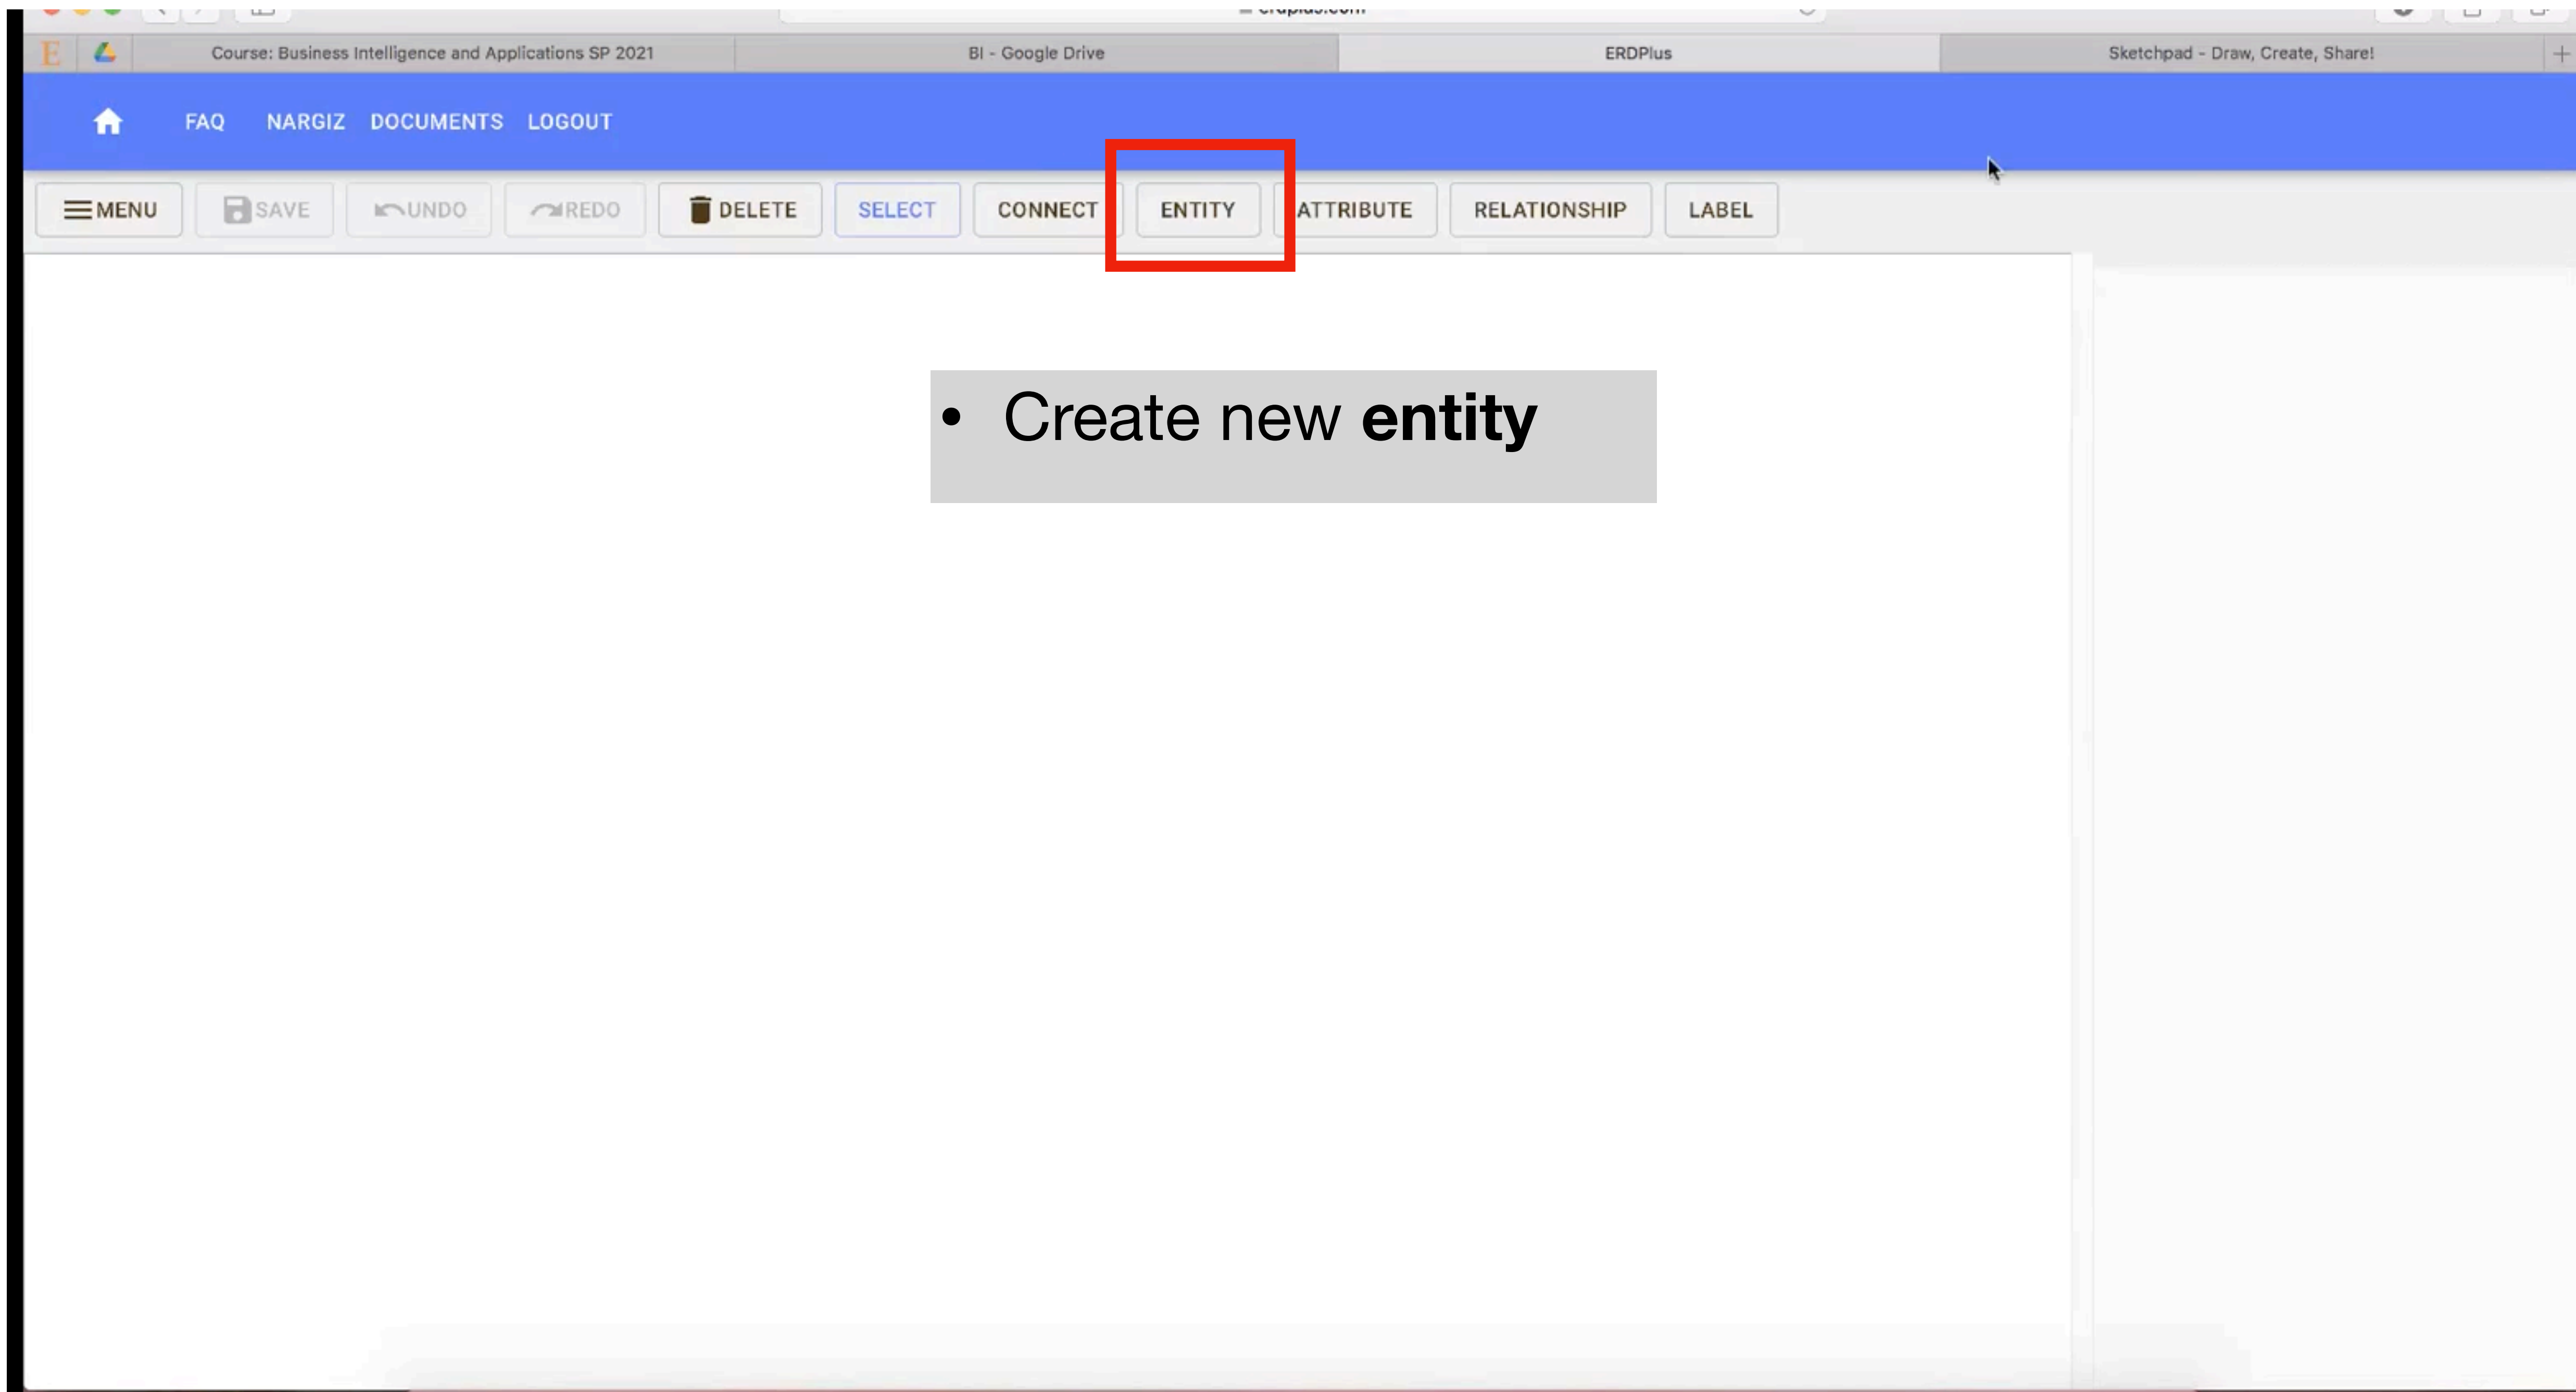 E Course: Business Intelligence and Applications SP 2021 BI - Google Drive ERDPlus Sketchpad - Draw, Create, Share! +
FAQ NARGIZ DOCUMENTS LOGOUT
MENU SAVE UNDO REDO DELETE SELECT CONNECT ENTITY ATTRIBUTE RELATIONSHIP LABEL
• Create new entity